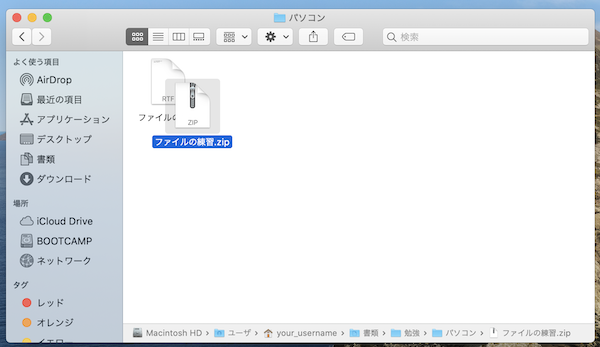 パソコン
検索
よく使う項目
AirDrop
最近の項目
アプリケーション
デスクトップ
書類
ダウンロード
場所
iCloud Drive
BOOTCAMP
ネットワーク
タグ
レッド
オレンジ
イエロー
RTF
ZIP
ファイルの
ファイルの練習.zip
Macintosh HD › ユーザ › your_username › 書類 › 勉強 › パソコン › ファイルの練習.zip